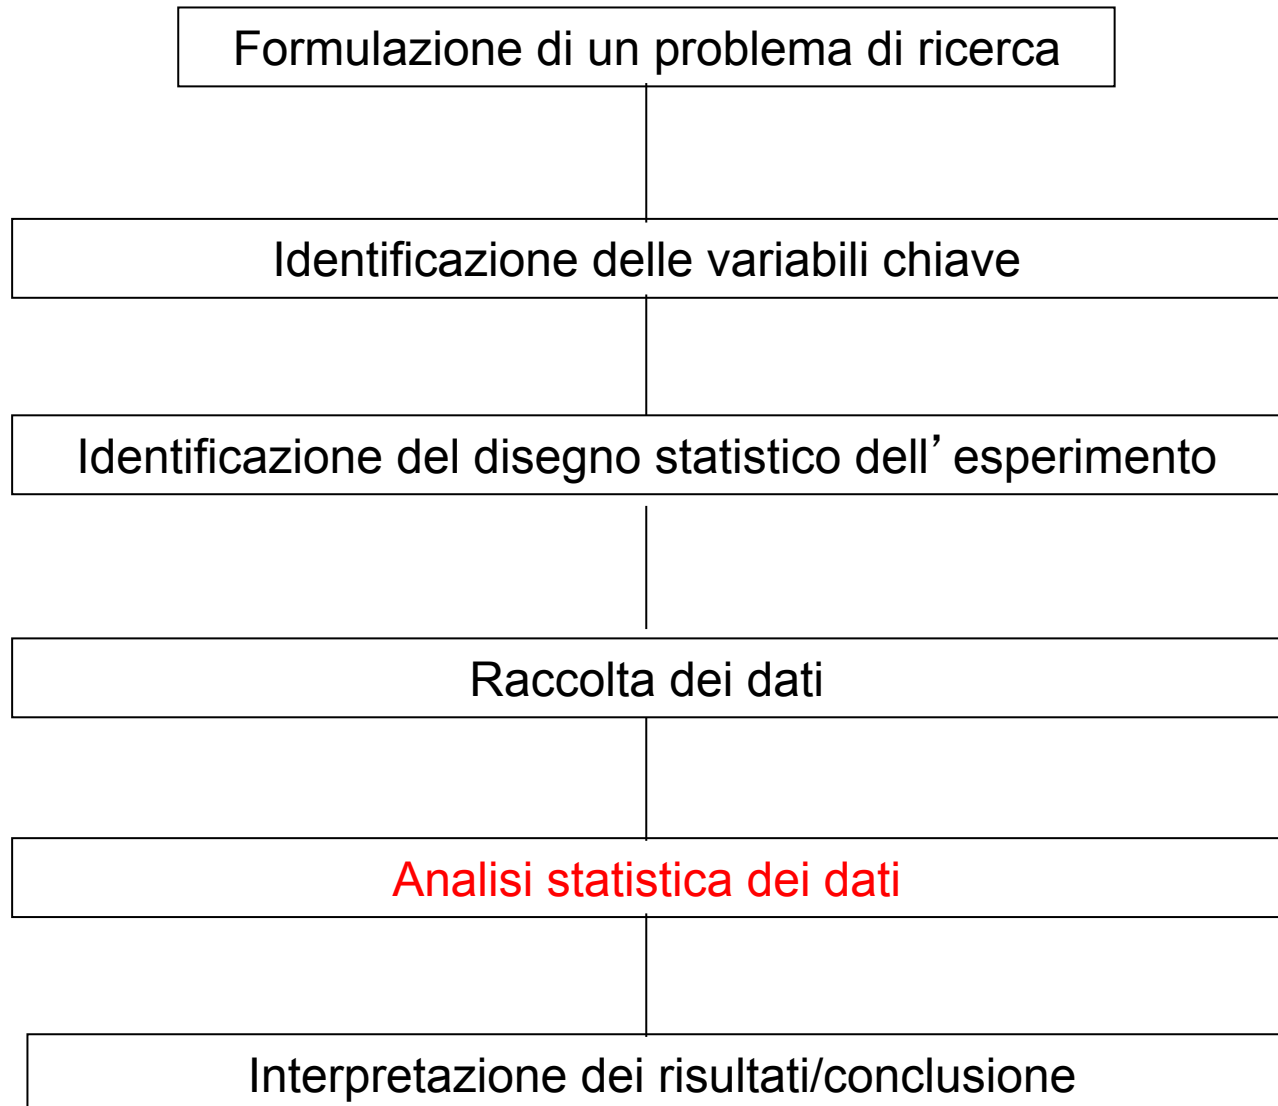 Formulazione di un problema di ricerca
Identificazione delle variabili chiave
Identificazione del disegno statistico dell’ esperimento
Raccolta dei dati
Analisi statistica dei dati
Interpretazione dei risultati/conclusione